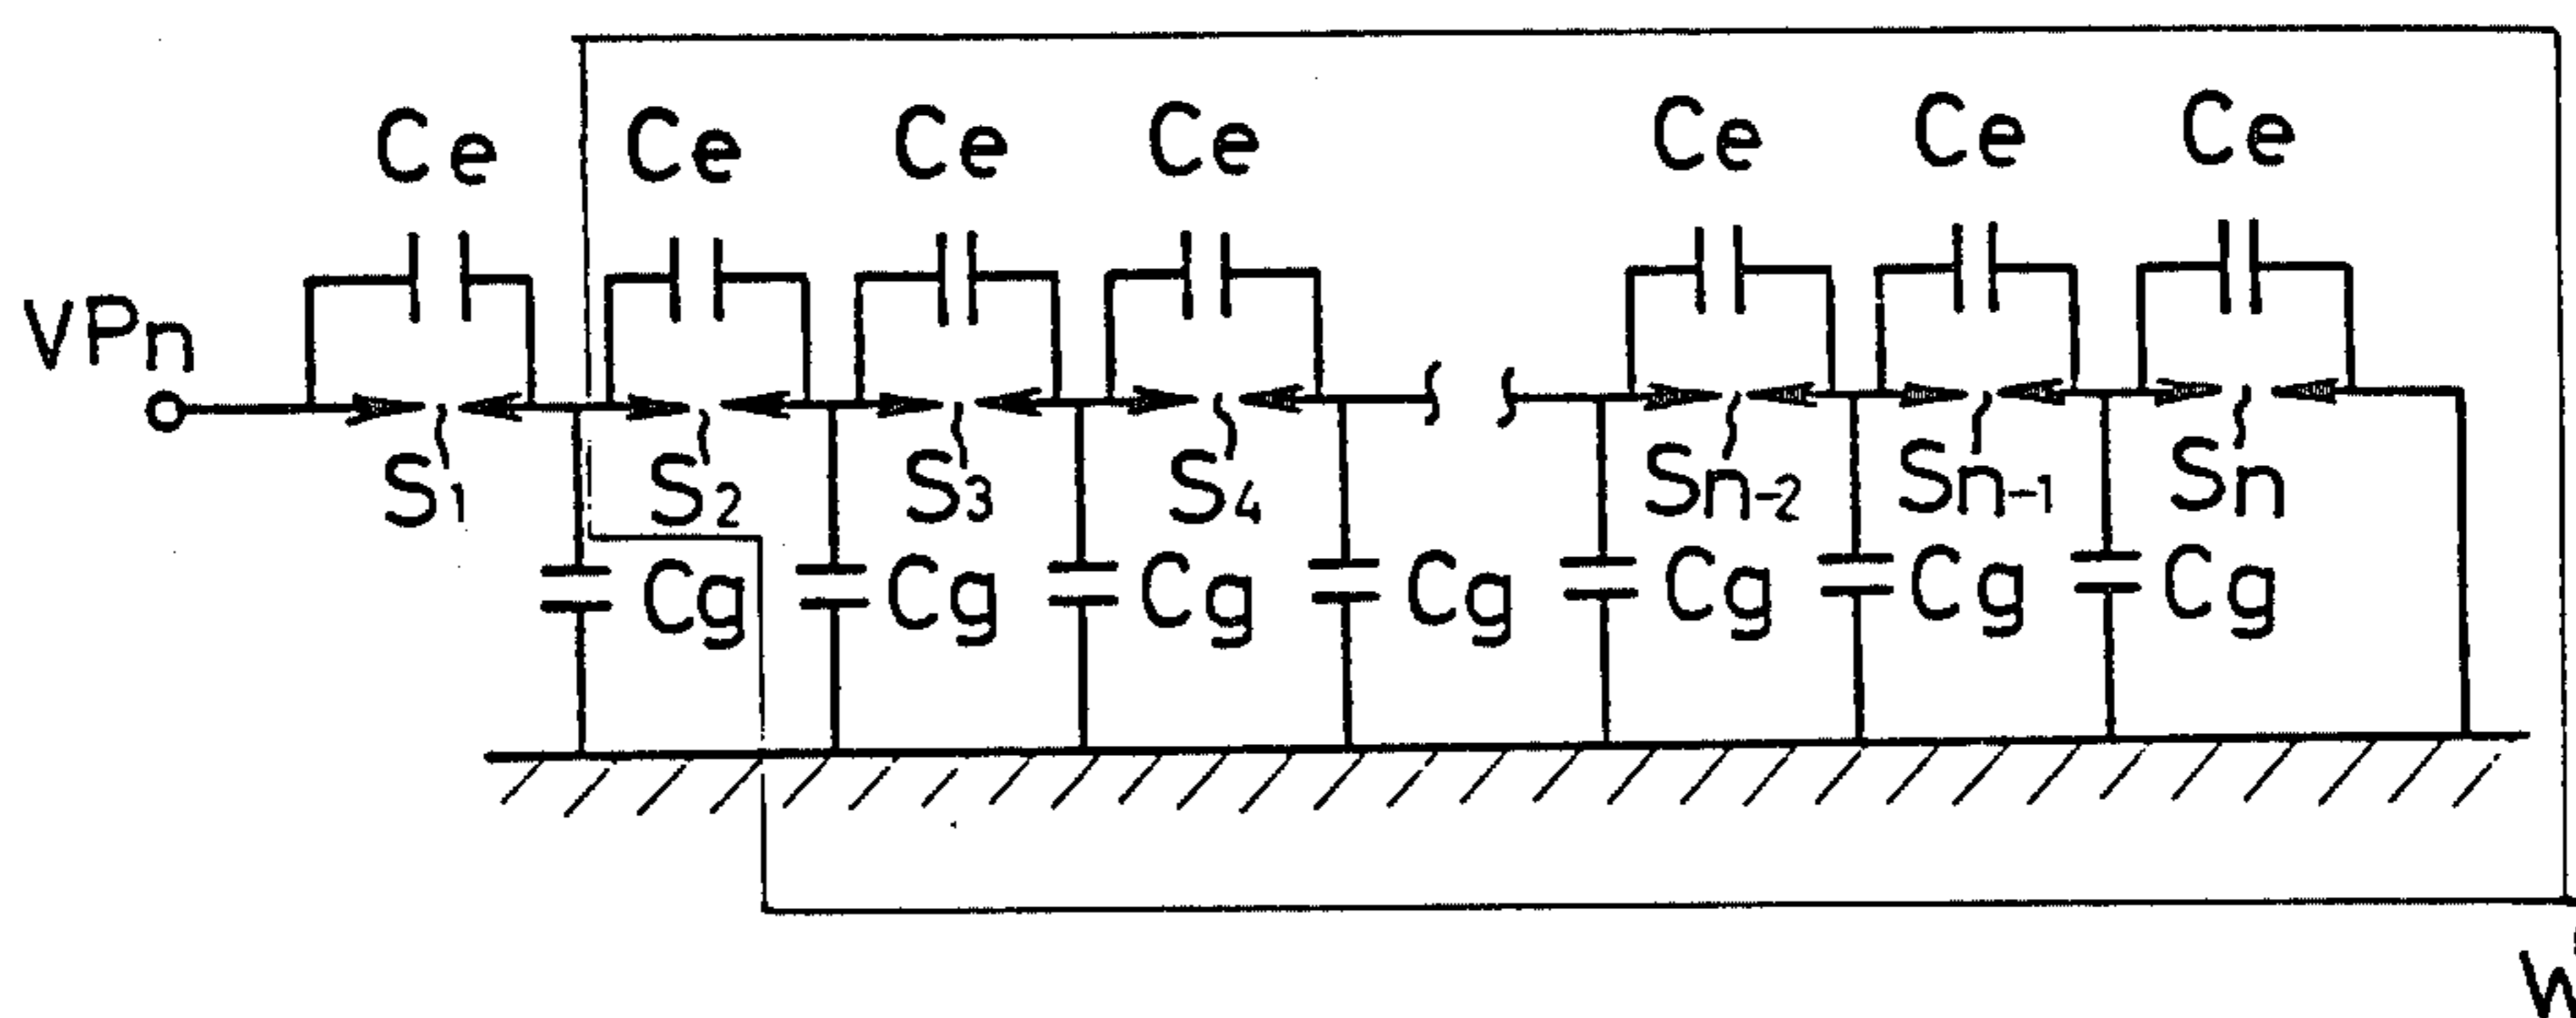 Ce Ce Ce Ce Ce Ce Ce
VPn
S1 S2 S3 S4 Sn-2 Sn-1 Sn
Cg Cg Cg Cg Cg Cg Cg
W